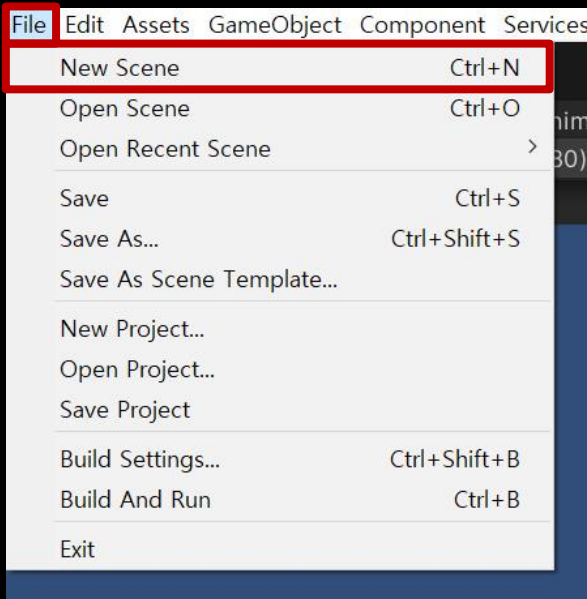 File Edit Assets GameObject Component Services
New Scene Ctrl+N
Open Scene Ctrl+O
Open Recent Scene >
Save Ctrl+S
Save As... Ctrl+Shift+S
Save As Scene Template...
New Project...
Open Project...
Save Project
Build Settings... Ctrl+Shift+B
Build And Run Ctrl+B
Exit